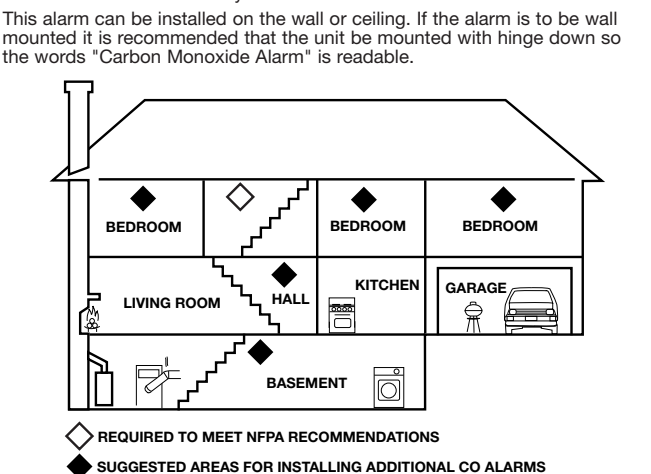 This alarm can be installed on the wall or ceiling. If the alarm is to be wall
mounted it is recommended that the unit be mounted with hinge down so
the words "Carbon Monoxide Alarm" is readable.
BEDROOM
BEDROOM
BEDROOM
LIVING ROOM
HALL
KITCHEN
GARAGE
BASEMENT
REQUIRED TO MEET NFPA RECOMMENDATIONS
SUGGESTED AREAS FOR INSTALLING ADDITIONAL CO ALARMS